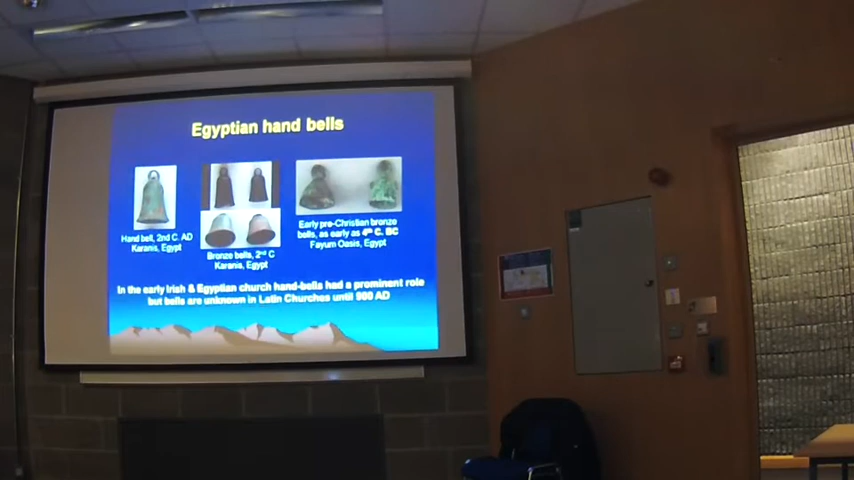 Egyptian hand bells
Hand bell, 2nd C. AD
Karanis, Egypt
Bronze bells, 2nd C
Karanis, Egypt
Early pre-Christian bronze
bells, as early as 4th C. BC
Fayum Oasis, Egypt
In the early Irish & Egyptian church hand-bells had a prominent role
but bells are unknown in Latin Churches until 900 AD